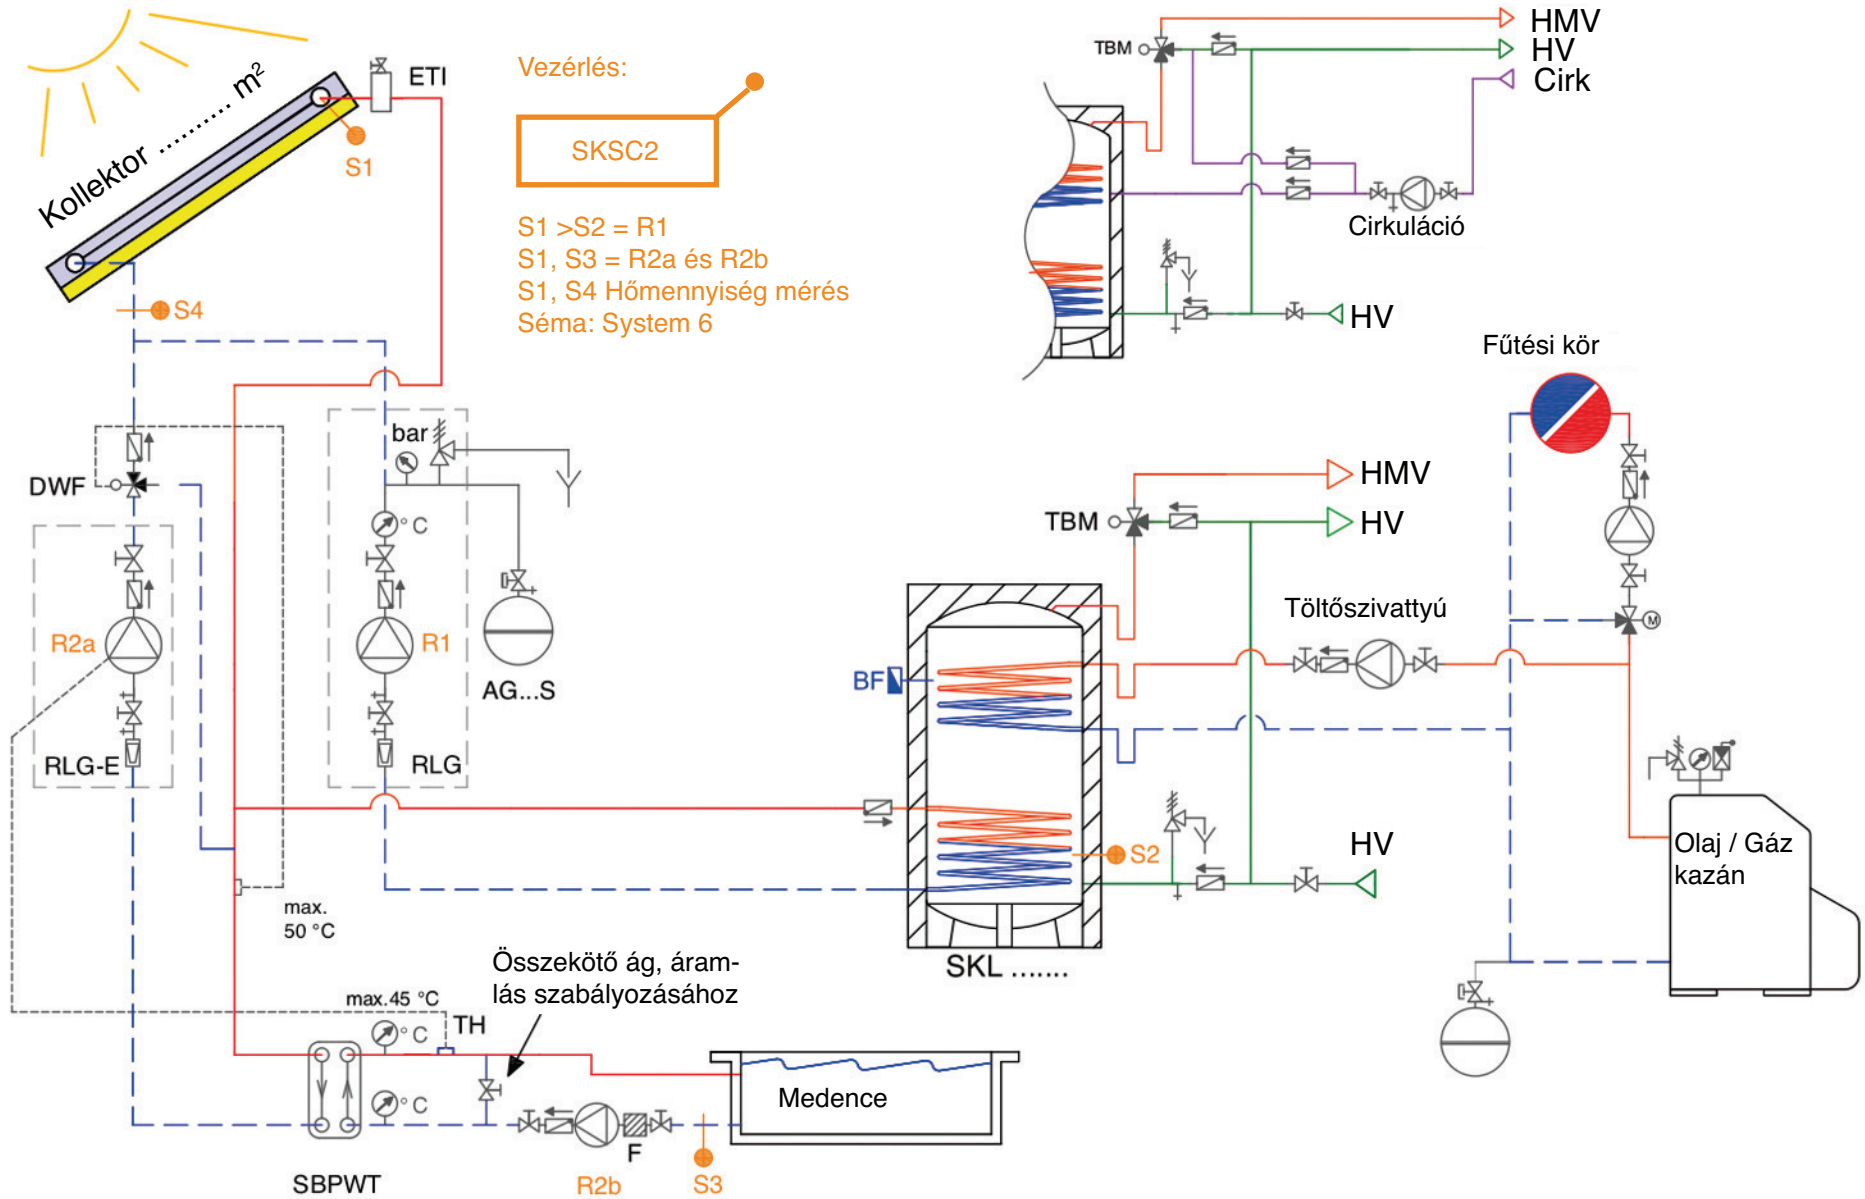 Kollektor .......... m²
ETI
S1
S4
Vezérlés:
SKSC2
S1 >S2 = R1
S1, S3 = R2a és R2b
S1, S4 Hőmennyiség mérés
Séma: System 6
TBM
HMV
HV
Cirk
Cirkuláció
HV
Fűtési kör
bar
DWF
°C
R2a
R1
AG...S
RLG-E
RLG
max.
50 °C
TBM
HMV
HV
Töltőszivattyú
M
BF
S2
HV
SKL .......
Olaj / Gáz
kazán
Összekötő ág, áram-
lás szabályozásához
max.45 °C
°C
TH
°C
Medence
F
SBPWT
R2b
S3